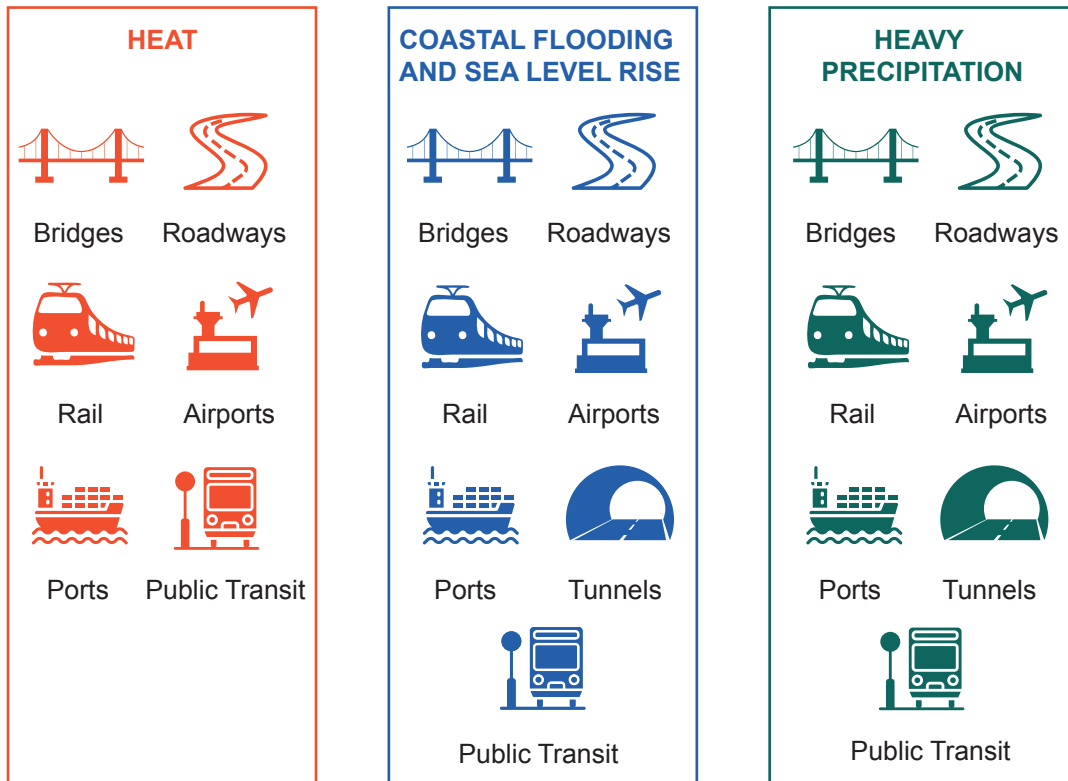 HEAT
Bridges
Roadways
Rail
Airports
Ports
Public Transit
COASTAL FLOODING
AND SEA LEVEL RISE
Bridges
Roadways
Rail
Airports
Ports
Tunnels
Public Transit
HEAVY
PRECIPITATION
Bridges
Roadways
Rail
Airports
Ports
Tunnels
Public Transit